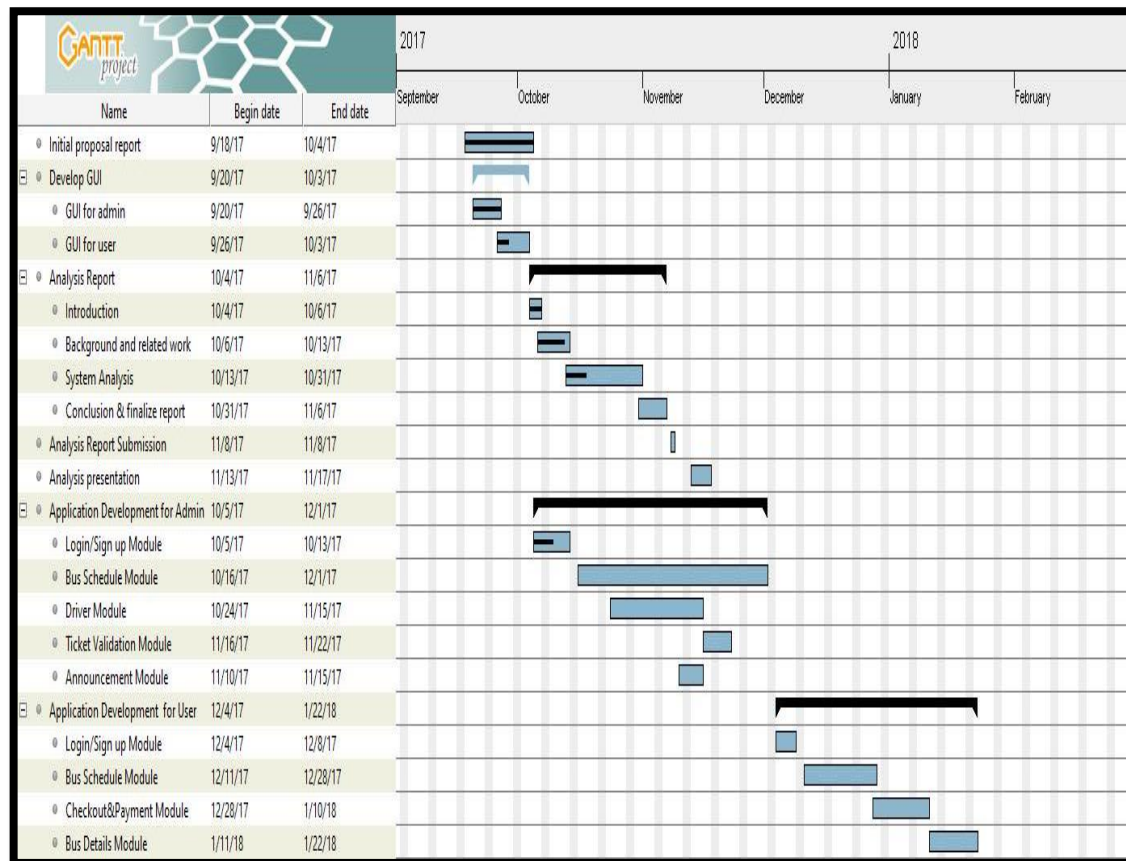 GANTT
project
2017 2018
September October November December January February
Name Begin date End date
Initial proposal report 9/18/17 10/4/17
Develop GUI 9/20/17 10/3/17
GUI for admin 9/20/17 9/26/17
GUI for user 9/26/17 10/3/17
Analysis Report 10/4/17 11/6/17
Introduction 10/4/17 10/6/17
Background and related work 10/6/17 10/13/17
System Analysis 10/13/17 10/31/17
Conclusion & finalize report 10/31/17 11/6/17
Analysis Report Submission 11/8/17 11/8/17
Analysis presentation 11/13/17 11/17/17
Application Development for Admin 10/5/17 12/1/17
Login/Sign up Module 10/5/17 10/13/17
Bus Schedule Module 10/16/17 12/1/17
Driver Module 10/24/17 11/15/17
Ticket Validation Module 11/16/17 11/22/17
Announcement Module 11/10/17 11/15/17
Application Development for User 12/4/17 1/22/18
Login/Sign up Module 12/4/17 12/8/17
Bus Schedule Module 12/11/17 12/28/17
Checkout&Payment Module 12/28/17 1/10/18
Bus Details Module 1/11/18 1/22/18